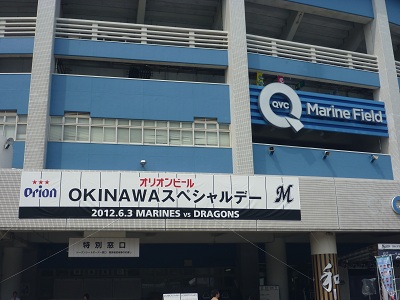 QVC
Marine Field
オリオンビール
Orion
OKINAWAスペシャルデー
M
2012.6.3 MARINES VS DRAGONS
特別窓口
和